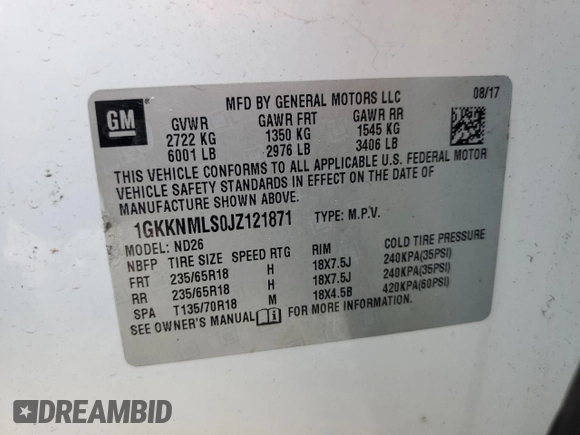 GM
MFD BY GENERAL MOTORS LLC
08/17
GVWR GAWR FRT GAWR RR
2722 KG 1350 KG 1545 KG
6001 LB 2976 LB 3406 LB
THIS VEHICLE CONFORMS TO ALL APPLICABLE U.S. FEDERAL MOTOR
VEHICLE SAFETY STANDARDS IN EFFECT ON THE DATE OF
MANUFACTURE SHOWN ABOVE.
1GKKNMLS0JZ121871 TYPE: M.P.V.
MODEL: ND26
NBFP TIRE SIZE SPEED RTG RIM COLD TIRE PRESSURE
FRT 235/65R18 H 18X7.5J 240KPA(35PSI)
RR 235/65R18 H 18X7.5J 240KPA(35PSI)
SPA T135/70R18 M 18X4.5B 420KPA(60PSI)
SEE OWNER'S MANUAL FOR MORE INFORMATION.
DREAMBID